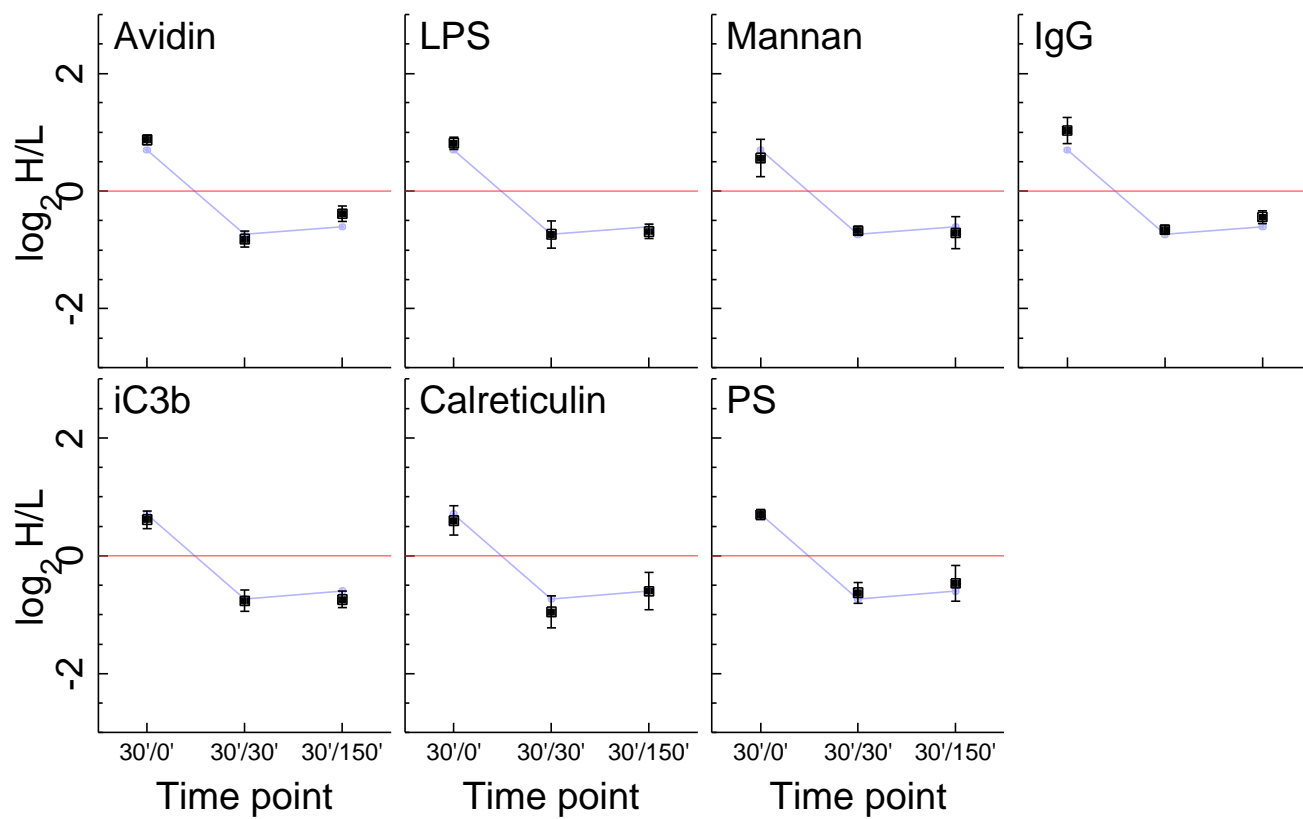 Avidin LPS Mannan IgG
2
0
-2
log2 H/L
iC3b Calreticulin PS
2
0
-2
log2 H/L
30'/0' 30'/30' 30'/150' 30'/0' 30'/30' 30'/150' 30'/0' 30'/30' 30'/150'
Time point Time point Time point